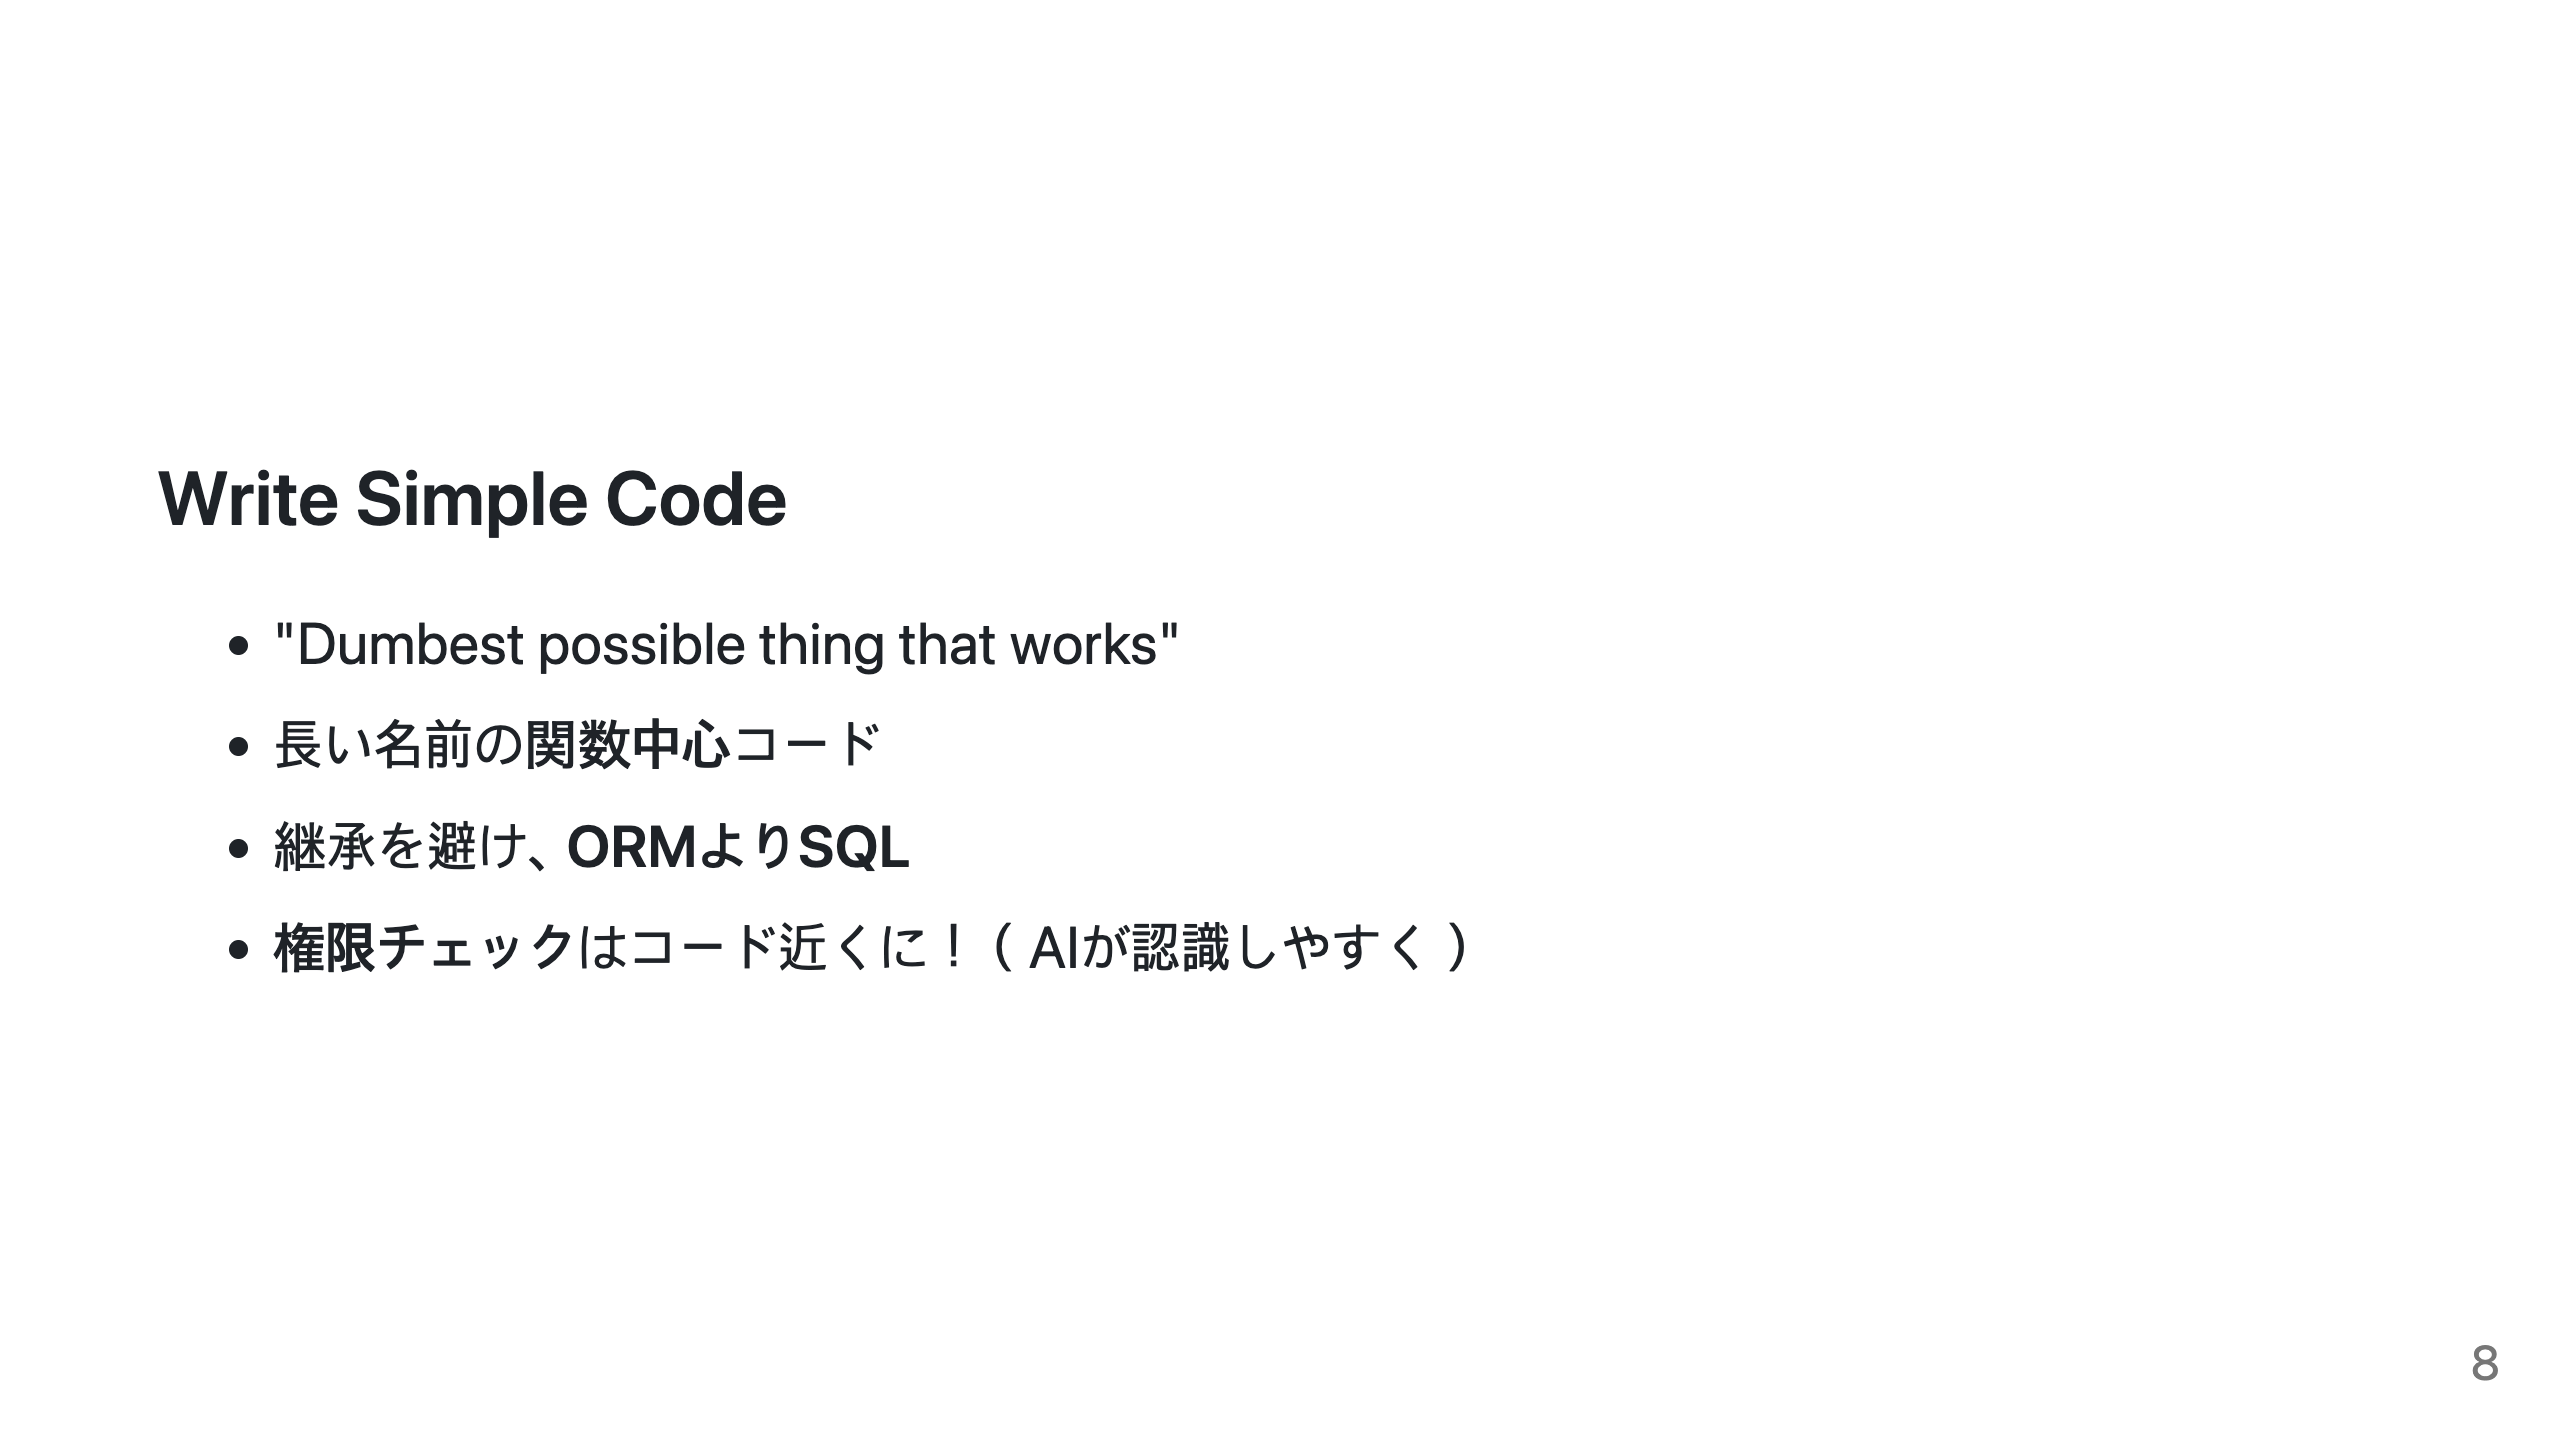 Write Simple Code
• "Dumbest possible thing that works"
• 長い名前の関数中心コード
• 継承を避け、ORMよりSQL
• 権限チェックはコード近くに！（ AIが認識しやすく ）
8